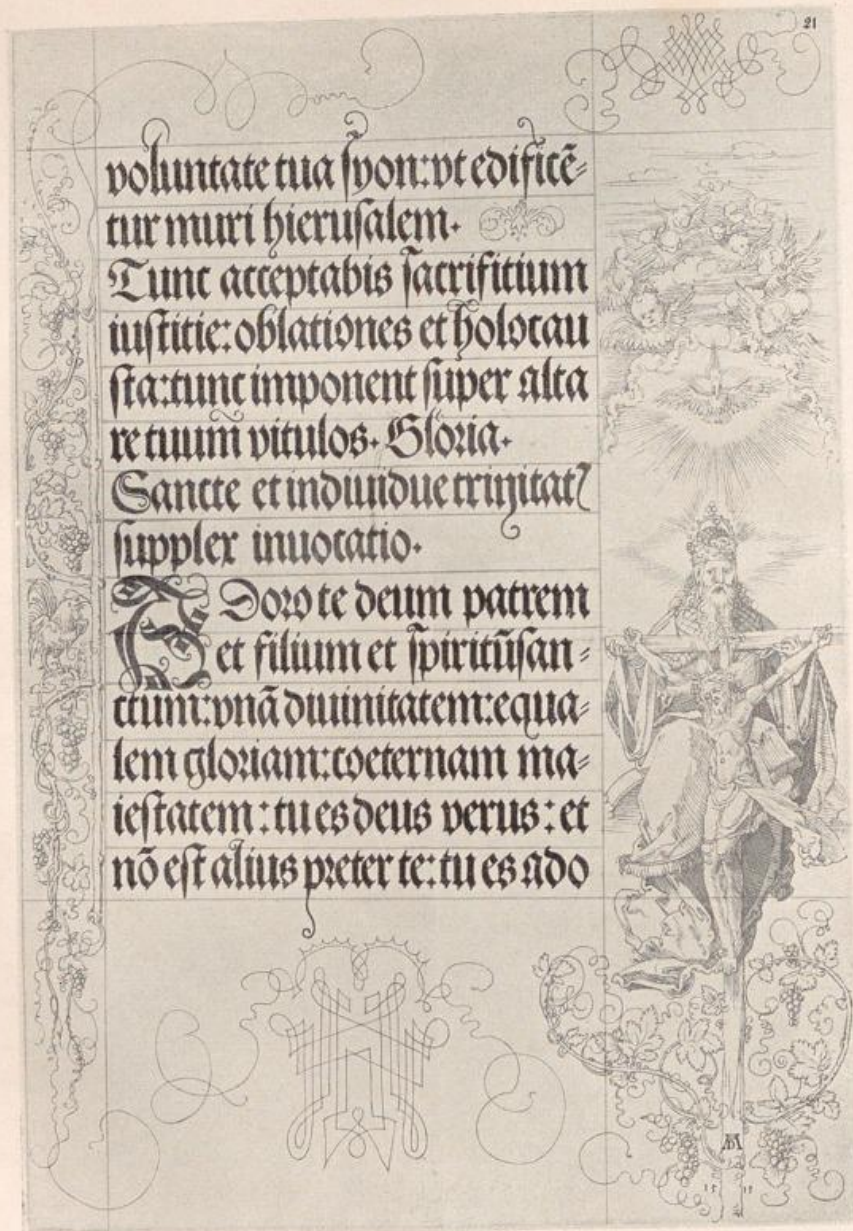 21
voluntate tua syon: vt edificē-
tur muri hierusalem.
Tunc acceptabis sacrifitium
iustitie: oblationes et holocau
sta: tunc imponent super alta
re tuum vitulos. Gloria.
Sancte et indiuidue trinitatꝭ
supplex inuocatio.
ADoro te deum patrem
et filium et spiritūsan-
ctum: vnā diuinitatem: equa-
lem gloriam: coeternam ma-
iestatem: tu es deus verus: et
nō est alius preter te: tu es ado